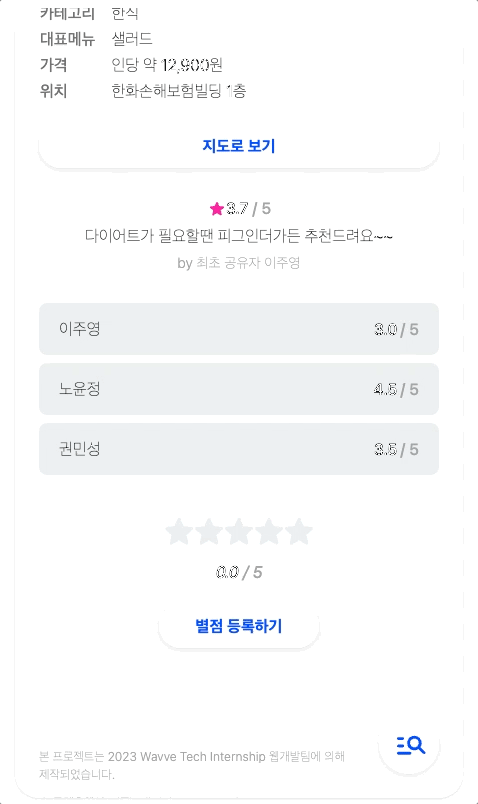 카테고리 한식
대표메뉴 샐러드
가격 인당 약 12,900원
위치 한화손해보험빌딩 1층
지도로 보기
3.7 / 5
다이어트가 필요할땐 피그인더가든 추천드려요~~
by 최초 공유자 이주영
이주영 3.0 / 5
노윤정 4.5 / 5
권민성 3.5 / 5
0.0 / 5
별점 등록하기
본 프로젝트는 2023 Wavve Tech Internship 웹개발팀에 의해
제작되었습니다.